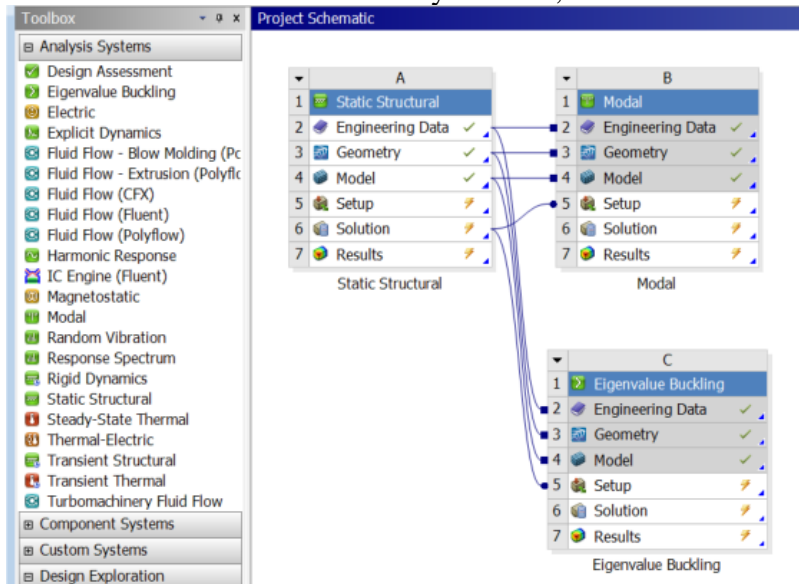 Toolbox
Project Schematic
Analysis Systems
Design Assessment
Eigenvalue Buckling
Electric
Explicit Dynamics
Fluid Flow - Blow Molding (Pc
Fluid Flow - Extrusion (Polyflc
Fluid Flow (CFX)
Fluid Flow (Fluent)
Fluid Flow (Polyflow)
Harmonic Response
IC Engine (Fluent)
Magnetostatic
Modal
Random Vibration
Response Spectrum
Rigid Dynamics
Static Structural
Steady-State Thermal
Thermal-Electric
Transient Structural
Transient Thermal
Turbomachinery Fluid Flow
Component Systems
Custom Systems
Design Exploration
A
1 Static Structural
2 Engineering Data
3 Geometry
4 Model
5 Setup
6 Solution
7 Results
Static Structural
B
1 Modal
2 Engineering Data
3 Geometry
4 Model
5 Setup
6 Solution
7 Results
Modal
C
1 Eigenvalue Buckling
2 Engineering Data
3 Geometry
4 Model
5 Setup
6 Solution
7 Results
Eigenvalue Buckling